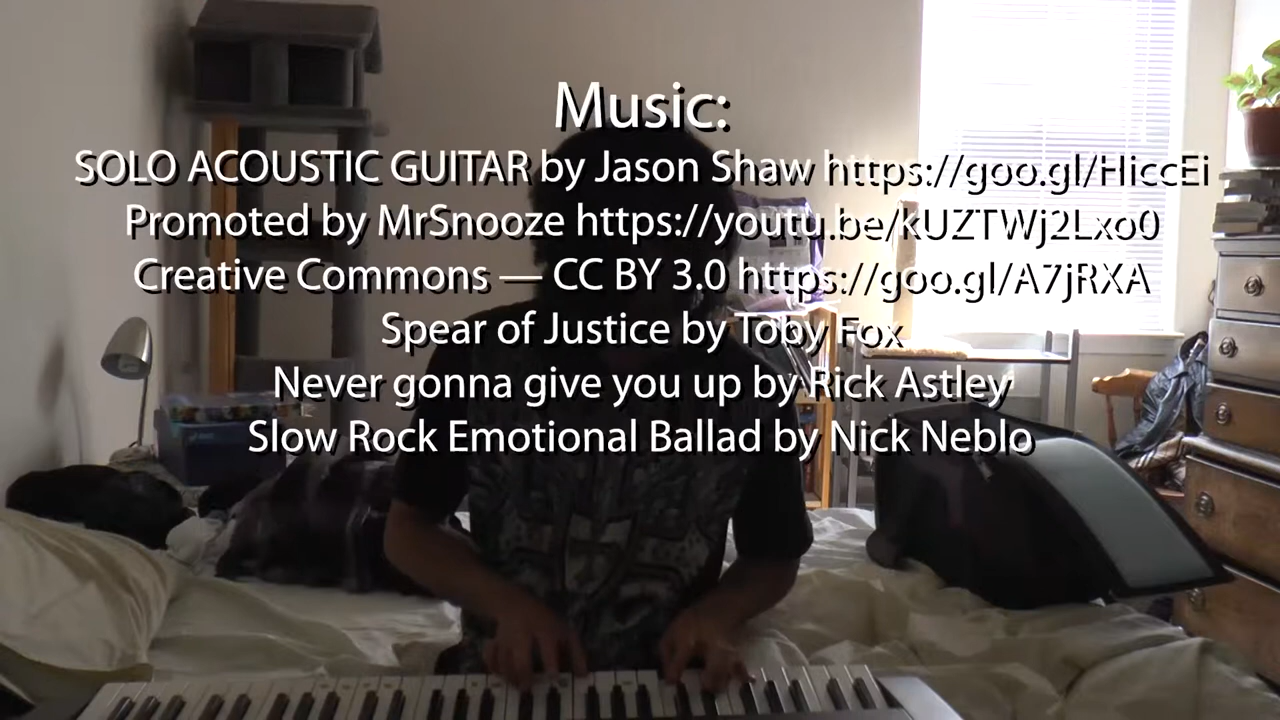 Music:
SOLO ACOUSTIC GUITAR by Jason Shaw https://goo.gl/HiccEi
Promoted by MrSnooze https://youtu.be/kUZTWj2Lxo0
Creative Commons — CC BY 3.0 https://goo.gl/A7jRXA
Spear of Justice by Toby Fox
Never gonna give you up by Rick Astley
Slow Rock Emotional Ballad by Nick Neblo